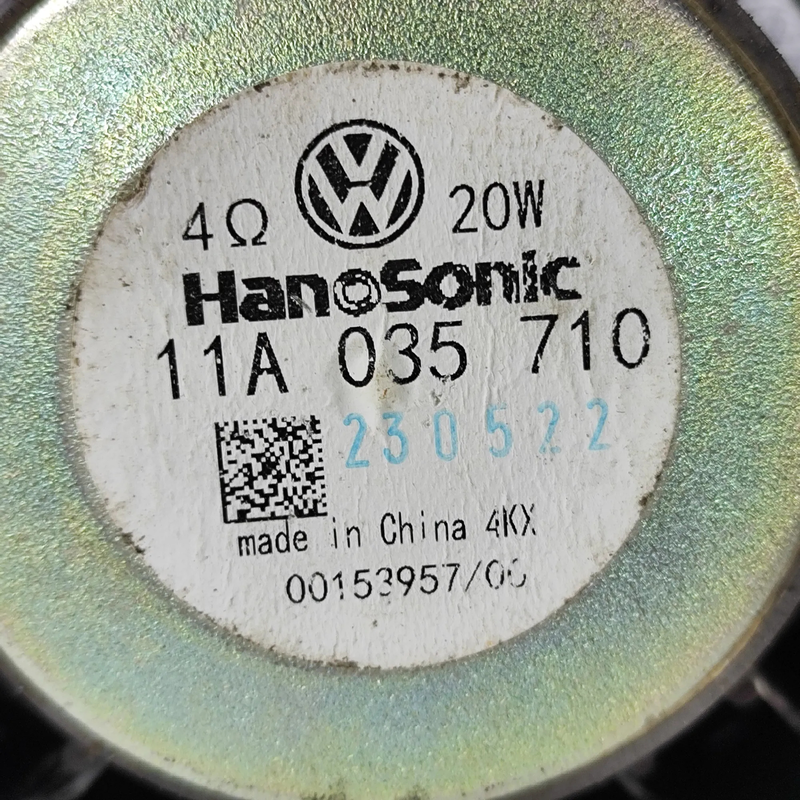 4Ω 20W
HanoSonic
11A 035 710
230522
made in China 4KX